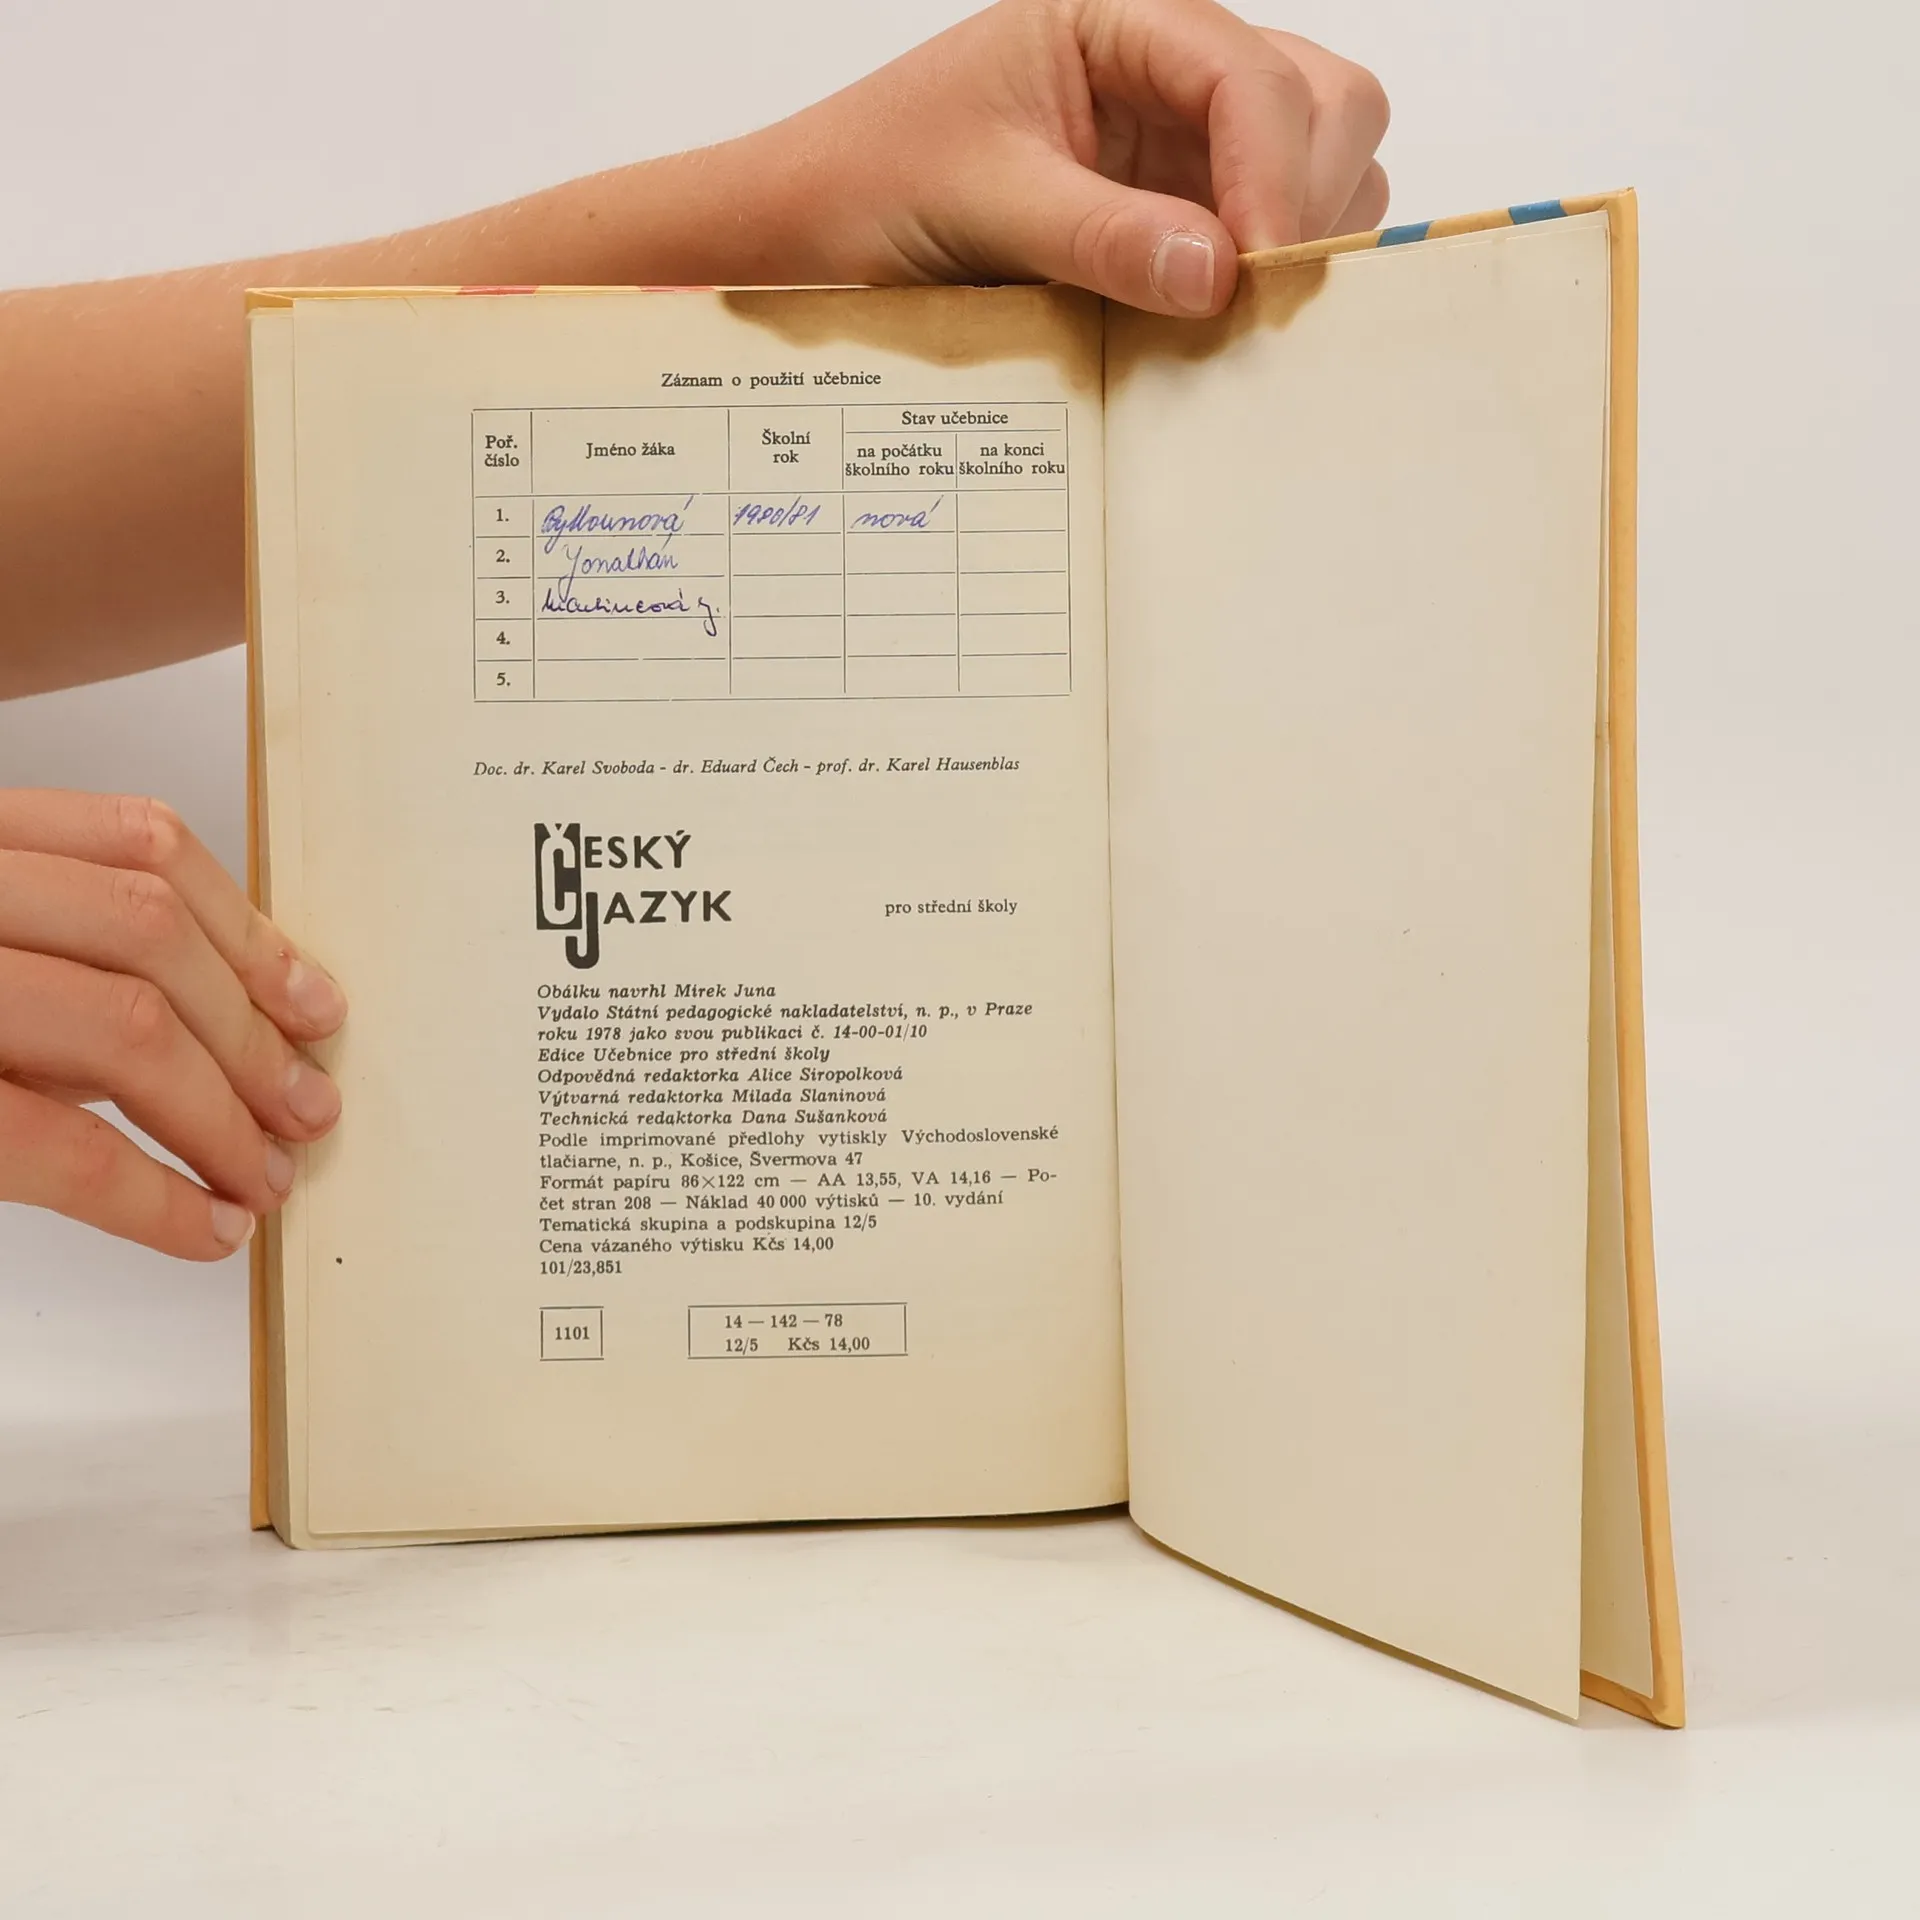 Záznam o použití učebnice
Poř. číslo
Jméno žáka
Školní rok
Stav učebnice
na počátku školního roku
na konci školního roku
1. 1980/81 nová
2. Jonathán
3.
4.
5.
Doc. dr. Karel Svoboda - dr. Eduard Čech - prof. dr. Karel Hausenblas
ČESKÝ
JAZYK
pro střední školy
Obálku navrhl Mirek Juna
Vydalo Státní pedagogické nakladatelství, n. p., v Praze
roku 1978 jako svou publikaci č. 14-00-01/10
Edice Učebnice pro střední školy
Odpovědná redaktorka Alice Siropolková
Výtvarná redaktorka Milada Slaninová
Technická redaktorka Dana Sušanková
Podle imprimované předlohy vytiskly Východoslovenské
tlačiarne, n. p., Košice, Švermova 47
Formát papíru 86×122 cm — AA 13,55, VA 14,16 — Po-
čet stran 208 — Náklad 40 000 výtisků — 10. vydání
Tematická skupina a podskupina 12/5
Cena vázaného výtisku Kčs 14,00
101/23,851
1101
14 — 142 — 78
12/5 Kčs 14,00